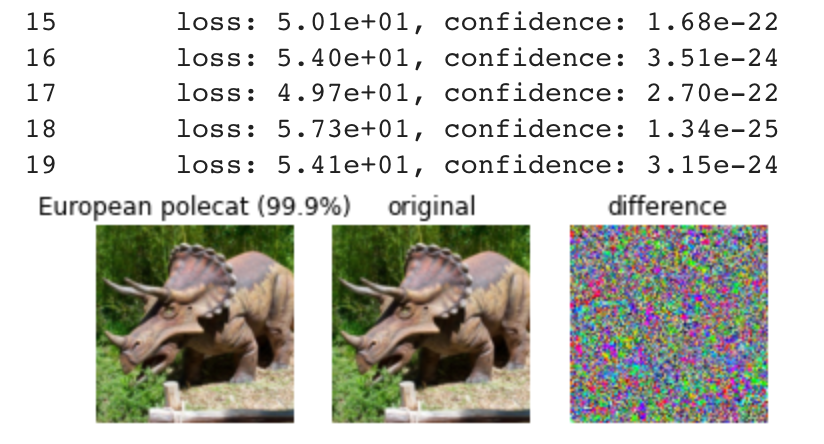 15 loss: 5.01e+01, confidence: 1.68e-22
16 loss: 5.40e+01, confidence: 3.51e-24
17 loss: 4.97e+01, confidence: 2.70e-22
18 loss: 5.73e+01, confidence: 1.34e-25
19 loss: 5.41e+01, confidence: 3.15e-24
European polecat (99.9%) original difference